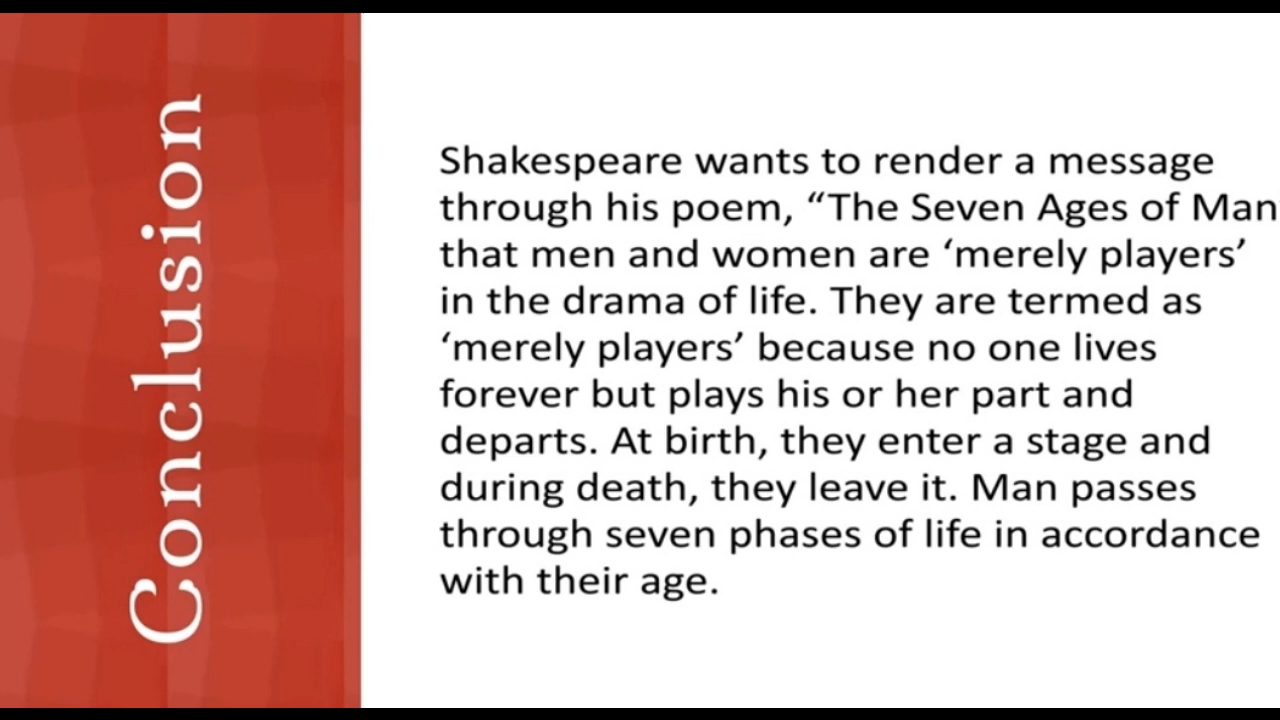 Conclusion
Shakespeare wants to render a message
through his poem, “The Seven Ages of Man”
that men and women are ‘merely players’
in the drama of life. They are termed as
‘merely players’ because no one lives
forever but plays his or her part and
departs. At birth, they enter a stage and
during death, they leave it. Man passes
through seven phases of life in accordance
with their age.